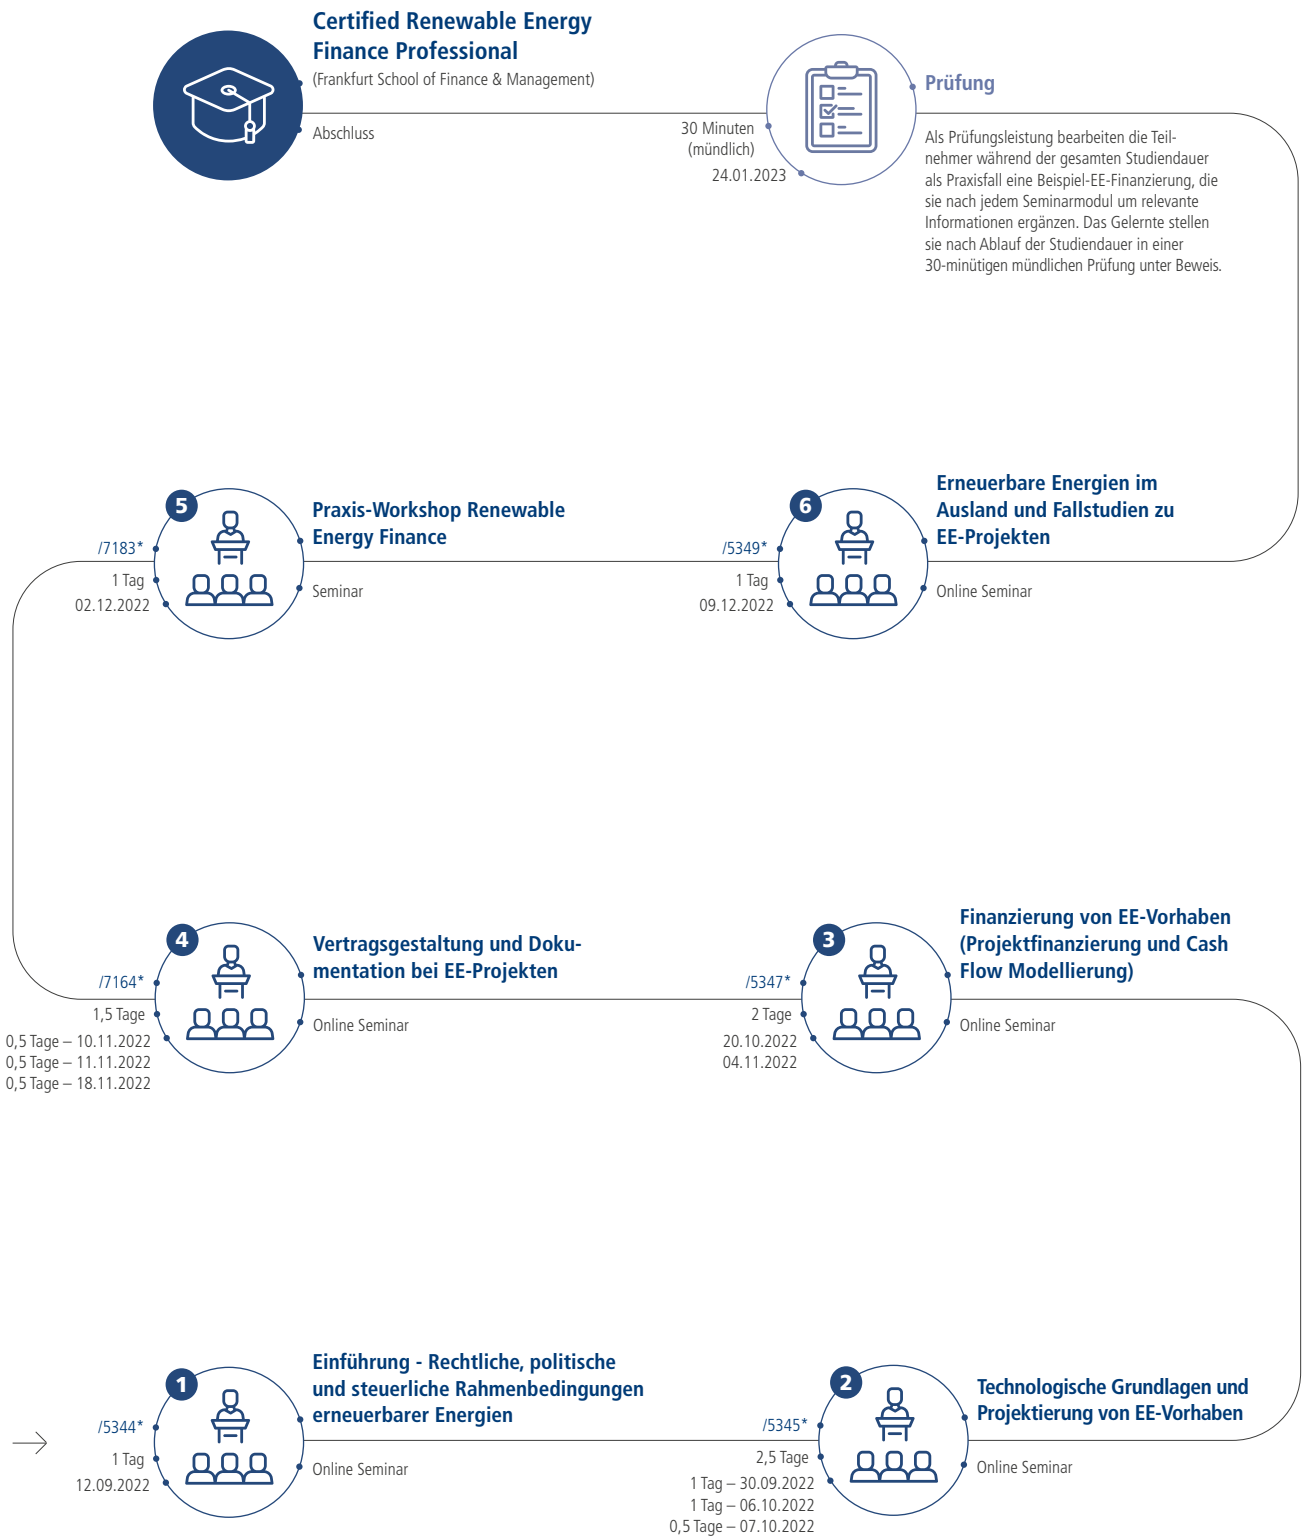 Certified Renewable Energy
Finance Professional
(Frankfurt School of Finance & Management)
Abschluss
30 Minuten
(mündlich)
24.01.2023
Prüfung
Als Prüfungsleistung bearbeiten die Teil-
nehmer während der gesamten Studiendauer
als Praxisfall eine Beispiel-EE-Finanzierung, die
sie nach jedem Seminarmodul um relevante
Informationen ergänzen. Das Gelernte stellen
sie nach Ablauf der Studiendauer in einer
30-minütigen mündlichen Prüfung unter Beweis.
5
/7183*
1 Tag
02.12.2022
Praxis-Workshop Renewable
Energy Finance
Seminar
6
/5349*
1 Tag
09.12.2022
Erneuerbare Energien im
Ausland und Fallstudien zu
EE-Projekten
Online Seminar
4
/7164*
1,5 Tage
0,5 Tage – 10.11.2022
0,5 Tage – 11.11.2022
0,5 Tage – 18.11.2022
Vertragsgestaltung und Doku-
mentation bei EE-Projekten
Online Seminar
3
/5347*
2 Tage
20.10.2022
04.11.2022
Finanzierung von EE-Vorhaben
(Projektfinanzierung und Cash
Flow Modellierung)
Online Seminar
1
/5344*
1 Tag
12.09.2022
Einführung - Rechtliche, politische
und steuerliche Rahmenbedingungen
erneuerbarer Energien
Online Seminar
2
/5345*
2,5 Tage
1 Tag – 30.09.2022
1 Tag – 06.10.2022
0,5 Tage – 07.10.2022
Technologische Grundlagen und
Projektierung von EE-Vorhaben
Online Seminar